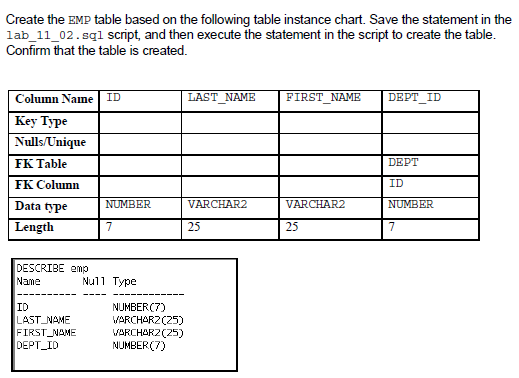 Create the EMP table based on the following table instance chart. Save the statement in the
lab_11_02.sql script, and then execute the statement in the script to create the table.
Confirm that the table is created.
Column Name ID LAST_NAME FIRST_NAME DEPT_ID
Key Type
Nulls/Unique
FK Table DEPT
FK Column ID
Data type NUMBER VARCHAR2 VARCHAR2 NUMBER
Length 7 25 25 7
DESCRIBE emp
Name Null Type
---------- ---- ------------
ID NUMBER(7)
LAST_NAME VARCHAR2(25)
FIRST_NAME VARCHAR2(25)
DEPT_ID NUMBER(7)